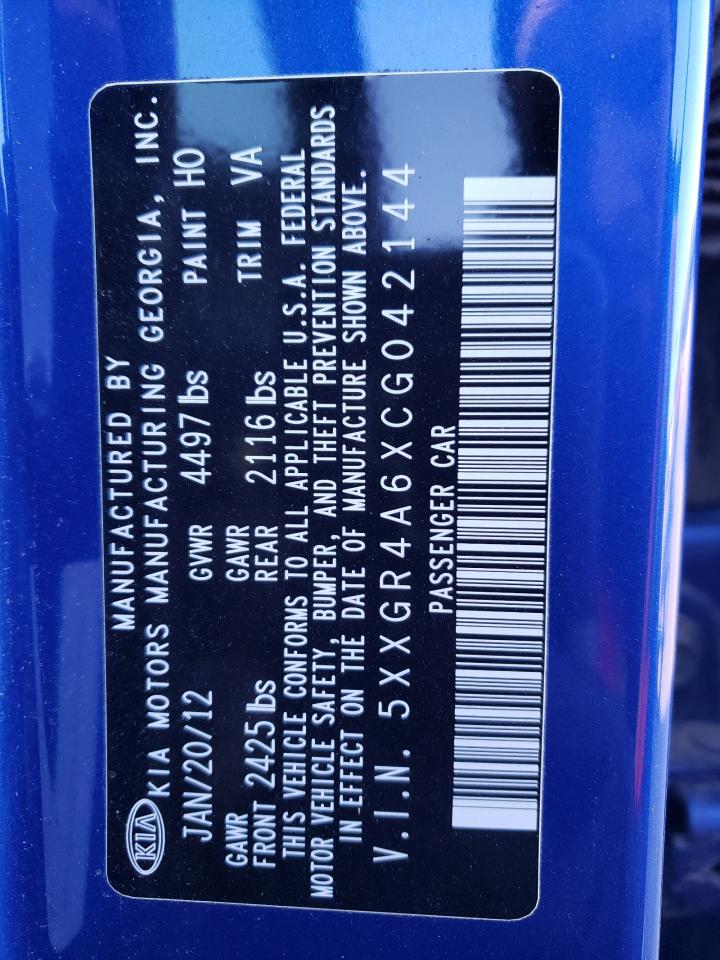 MANUFACTURED BY
KIA KIA MOTORS MANUFACTURING GEORGIA, INC.
JAN/20/12 GVWR 4497 lbs PAINT HO
GAWR FRONT 2425 lbs GAWR REAR 2116 lbs TRIM VA
THIS VEHICLE CONFORMS TO ALL APPLICABLE U.S.A. FEDERAL
MOTOR VEHICLE SAFETY, BUMPER, AND THEFT PREVENTION STANDARDS
IN EFFECT ON THE DATE OF MANUFACTURE SHOWN ABOVE.
V.I.N. 5XXGR4A6XCG042144
PASSENGER CAR